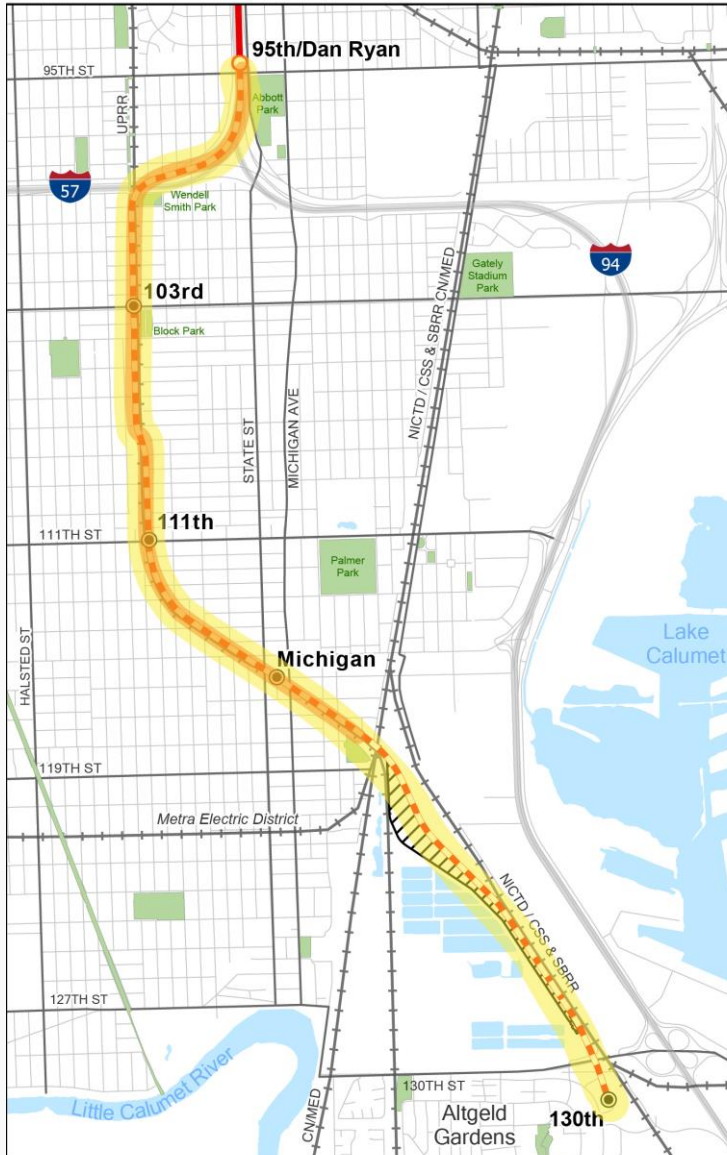 95th/Dan Ryan
95TH ST
UPRR
Abbott
Park
57
Wendell
Smith Park
94
Gately
Stadium
Park
103rd
Block Park
NICTD / CSS & SBRR CN/MED
STATE ST
MICHIGAN AVE
111th
111TH ST
Palmer
Park
HALSTED ST
Lake
Calumet
Michigan
119TH ST
Metra Electric District
NICTD / CSS & SBRR
127TH ST
Little Calumet River
CN/MED
130TH ST
Altgeld
Gardens
130th